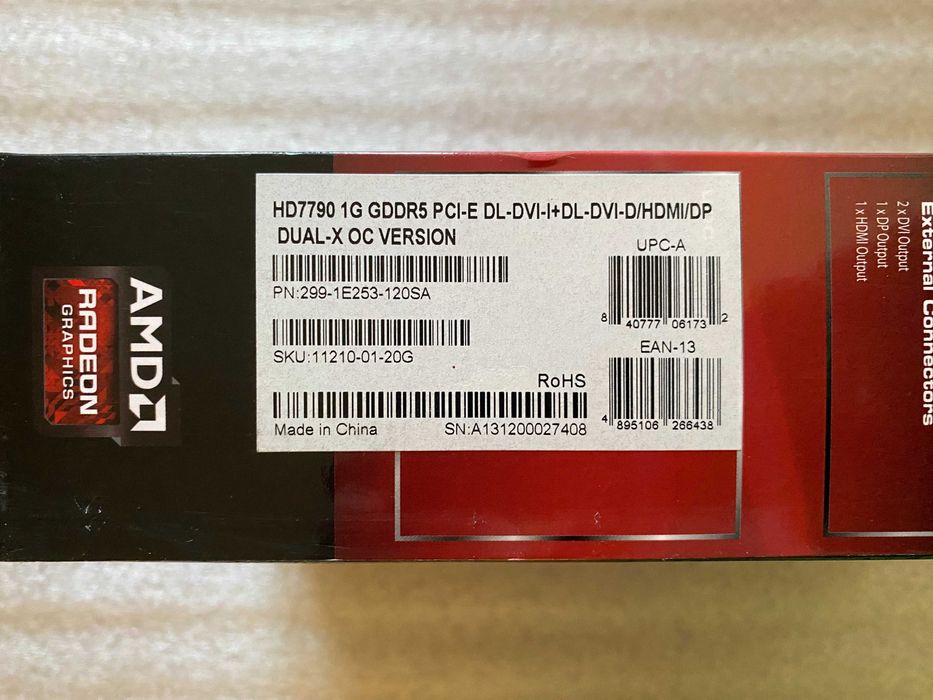 HD7790 1G GDDR5 PCI-E DL-DVI-I+DL-DVI-D/HDMI/DP
DUAL-X OC VERSION
PN:299-1E253-120SA
SKU:11210-01-20G
RoHS
Made in China SN:A131200027408
UPC-A
8 40777 06173 2
EAN-13
4 895106 266438
AMD
RADEON
GRAPHICS
External Connectors
2 x DVI Output
1 x DP Output
1 x HDMI Output